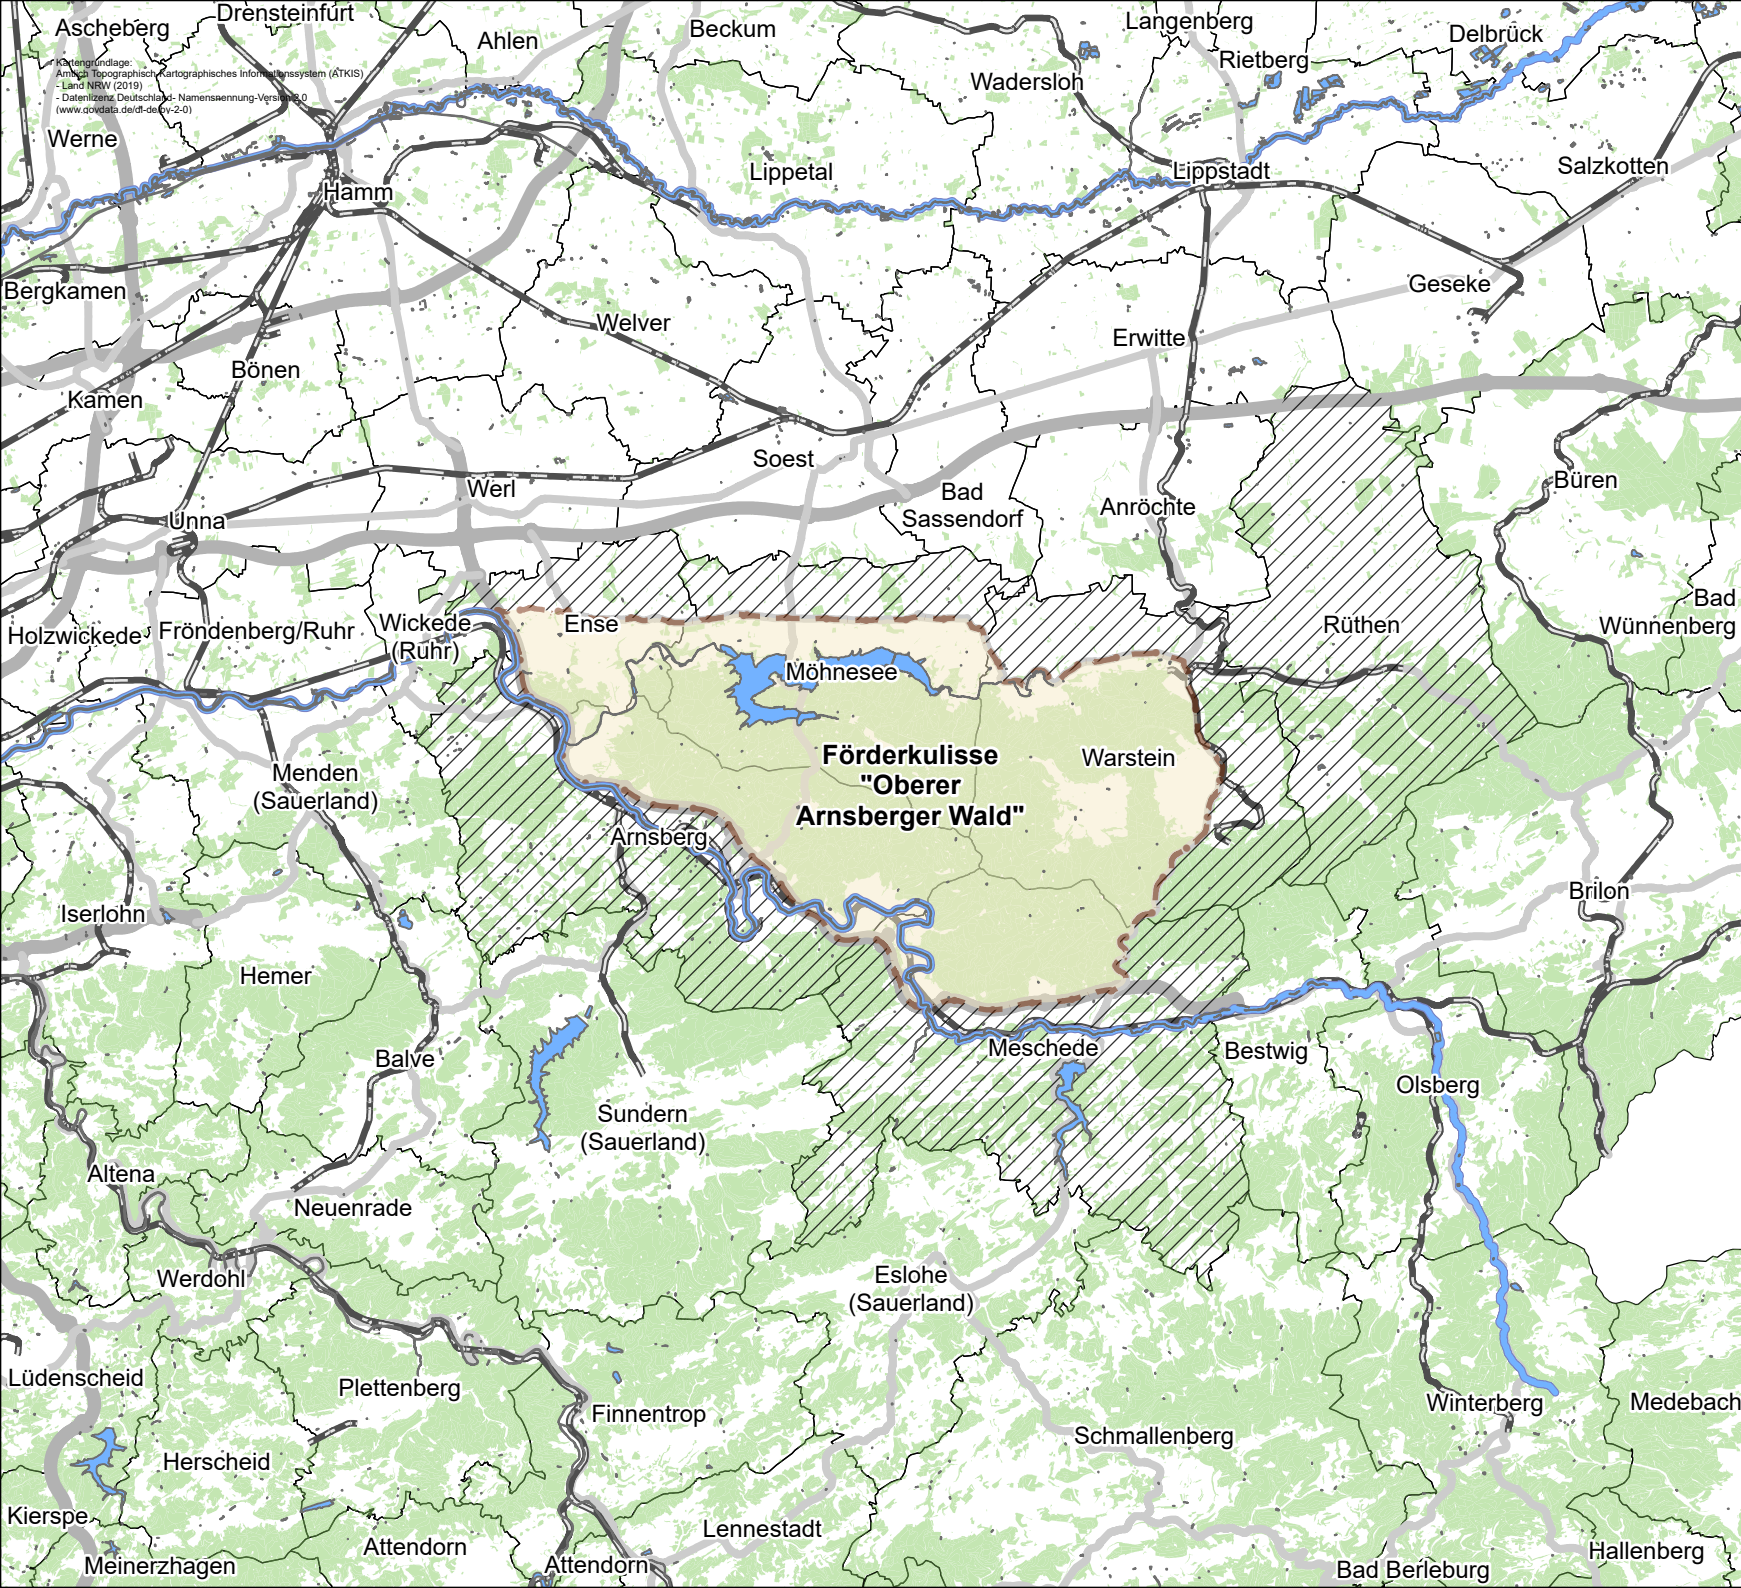 Drensteinfurt
Ascheberg
Ahlen
Beckum
Langenberg
Delbrück
Rietberg
Wadersloh
Kartengrundlage:
Amtlich Topographisch Kartographisches Informationssystem (ATKIS)
- Land NRW (2019)
- Datenlizenz Deutschland- Namensnennung-Version 2.0
(www.govdata.de/dl-de/by-2-0)
Werne
Hamm
Lippetal
Lippstadt
Salzkotten
Bergkamen
Welver
Geseke
Erwitte
Bönen
Kamen
Soest
Werl
Bad
Sassendorf
Anröchte
Büren
Unna
Holzwickede
Fröndenberg/Ruhr
Wickede
(Ruhr)
Ense
Rüthen
Bad
Wünnenberg
Möhnesee
Menden
(Sauerland)
Förderkulisse
"Oberer
Arnsberger Wald"
Warstein
Arnsberg
Iserlohn
Brilon
Hemer
Balve
Meschede
Bestwig
Olsberg
Sundern
(Sauerland)
Altena
Neuenrade
Werdohl
Eslohe
(Sauerland)
Lüdenscheid
Plettenberg
Finnentrop
Winterberg
Medebach
Schmallenberg
Herscheid
Kierspe
Meinerzhagen
Attendorn
Attendorn
Lennestadt
Bad Berleburg
Hallenberg